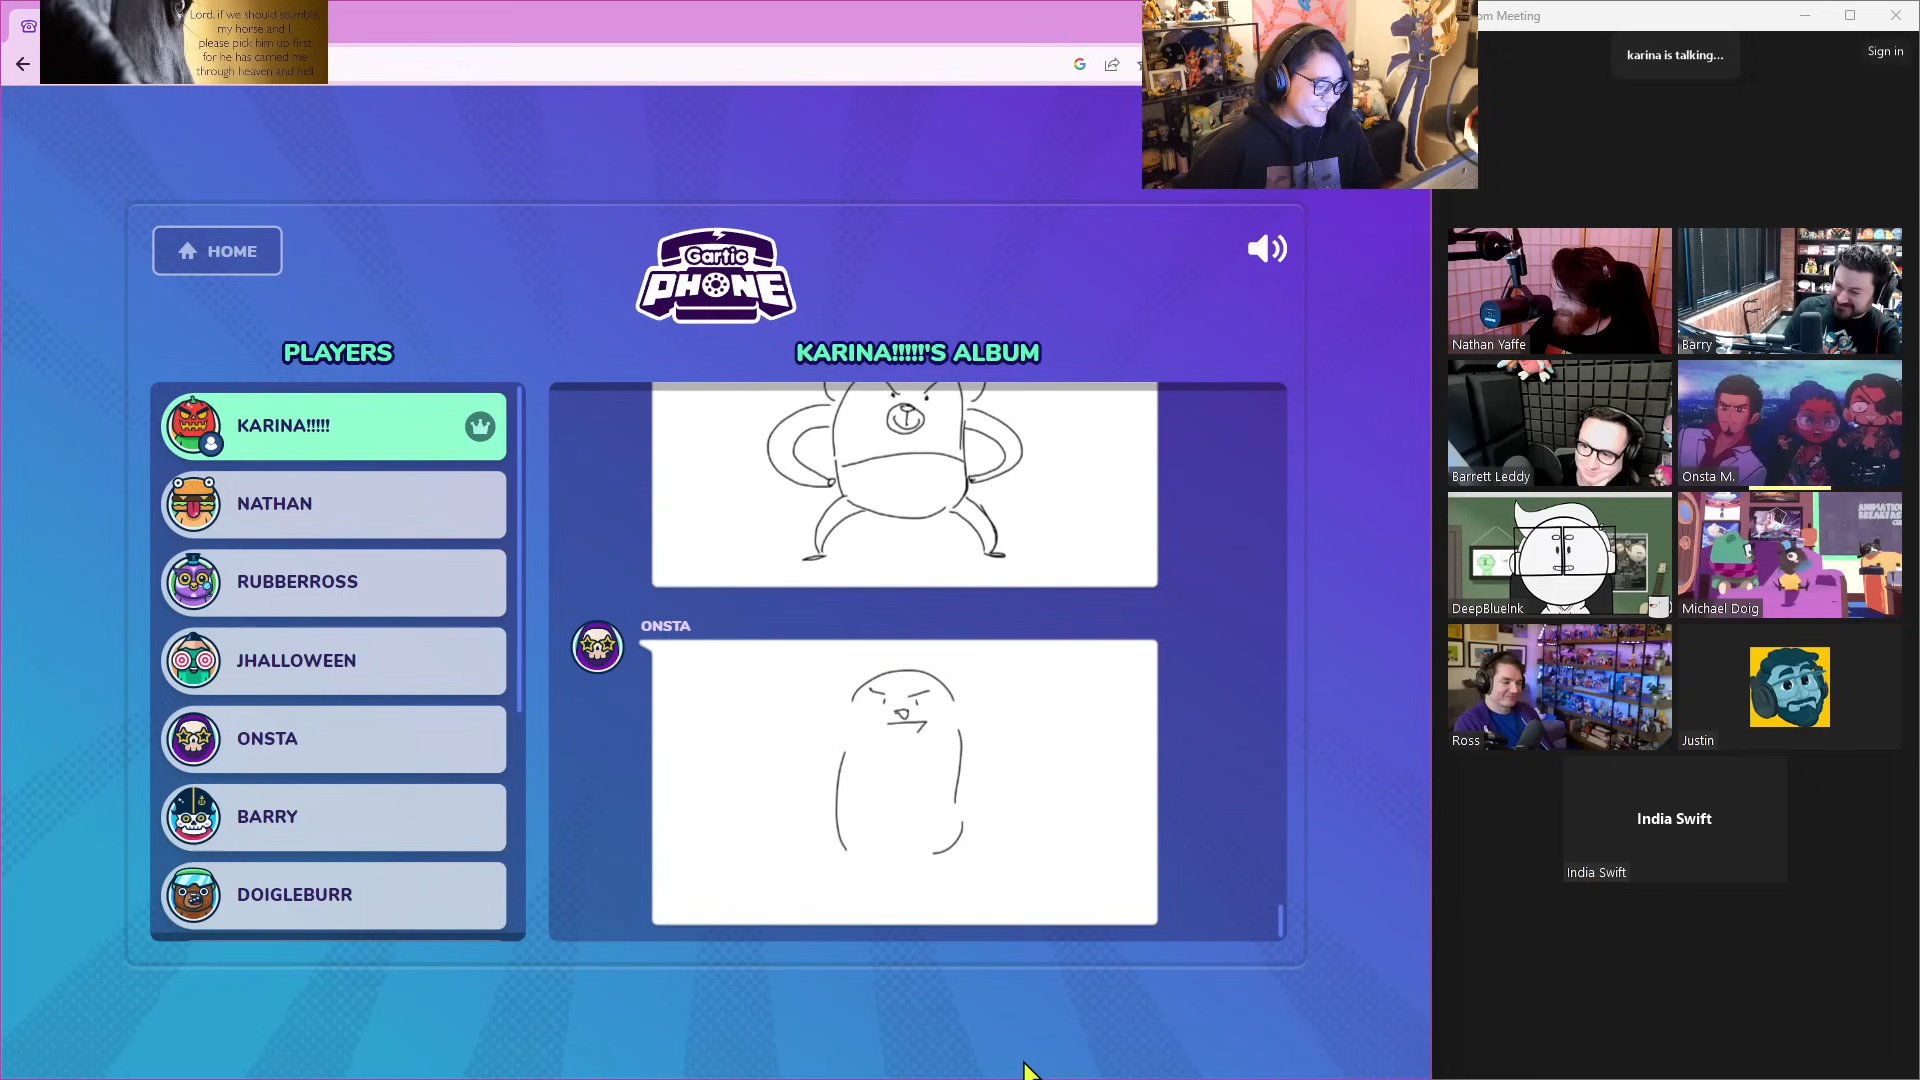 Lord, if we should stumble,
my horse and I
please pick him up first
for he has carried me
through heaven and hell
om Meeting
karina is talking...
Sign in
HOME
Gartic
PHONE
PLAYERS
KARINA!!!!!'S ALBUM
KARINA!!!!!
NATHAN
RUBBERROSS
JHALLOWEEN
ONSTA
BARRY
DOIGLEBURR
ONSTA
Nathan Yaffe
Barry
Barrett Leddy
Onsta M.
DeepBlueInk
ANIMATION
BREAKFAST
Michael Doig
Ross
Justin
India Swift
India Swift